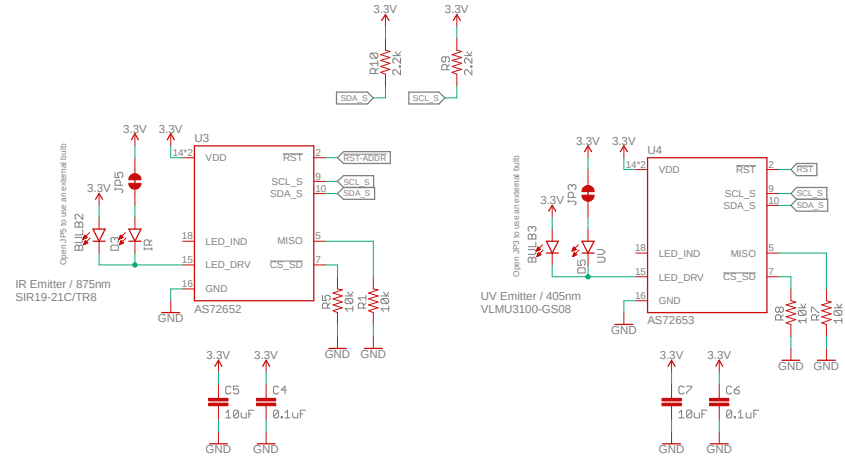 3.3V
3.3V
R10
2.2k
R9
2.2k
SDA_S
SCL_S
3.3V
3.3V
U3
14*2
VDD
RST
2
RST-ADDR
SCL_S
9
SCL_S
SDA_S
10
SDA_S
JP5
Open JP5 to use an external bulb
3.3V
BULB2
D3
IR
18
LED_IND
MISO
5
15
LED_DRV
CS_SD
7
16
GND
IR Emitter / 875nm
SIR19-21C/TR8
GND
AS72652
R5
10k
R1
10k
GND
GND
3.3V
3.3V
C5
10uF
C4
0.1uF
GND
GND
3.3V
3.3V
U4
14*2
VDD
RST
2
RST
SCL_S
9
SCL_S
SDA_S
10
SDA_S
JP3
Open JP3 to use an external bulb
3.3V
BULB3
D5
UV
18
LED_IND
MISO
5
15
LED_DRV
CS_SD
7
16
GND
UV Emitter / 405nm
VLMU3100-GS08
GND
AS72653
R8
10k
R7
10k
GND
GND
3.3V
3.3V
C7
10uF
C6
0.1uF
GND
GND